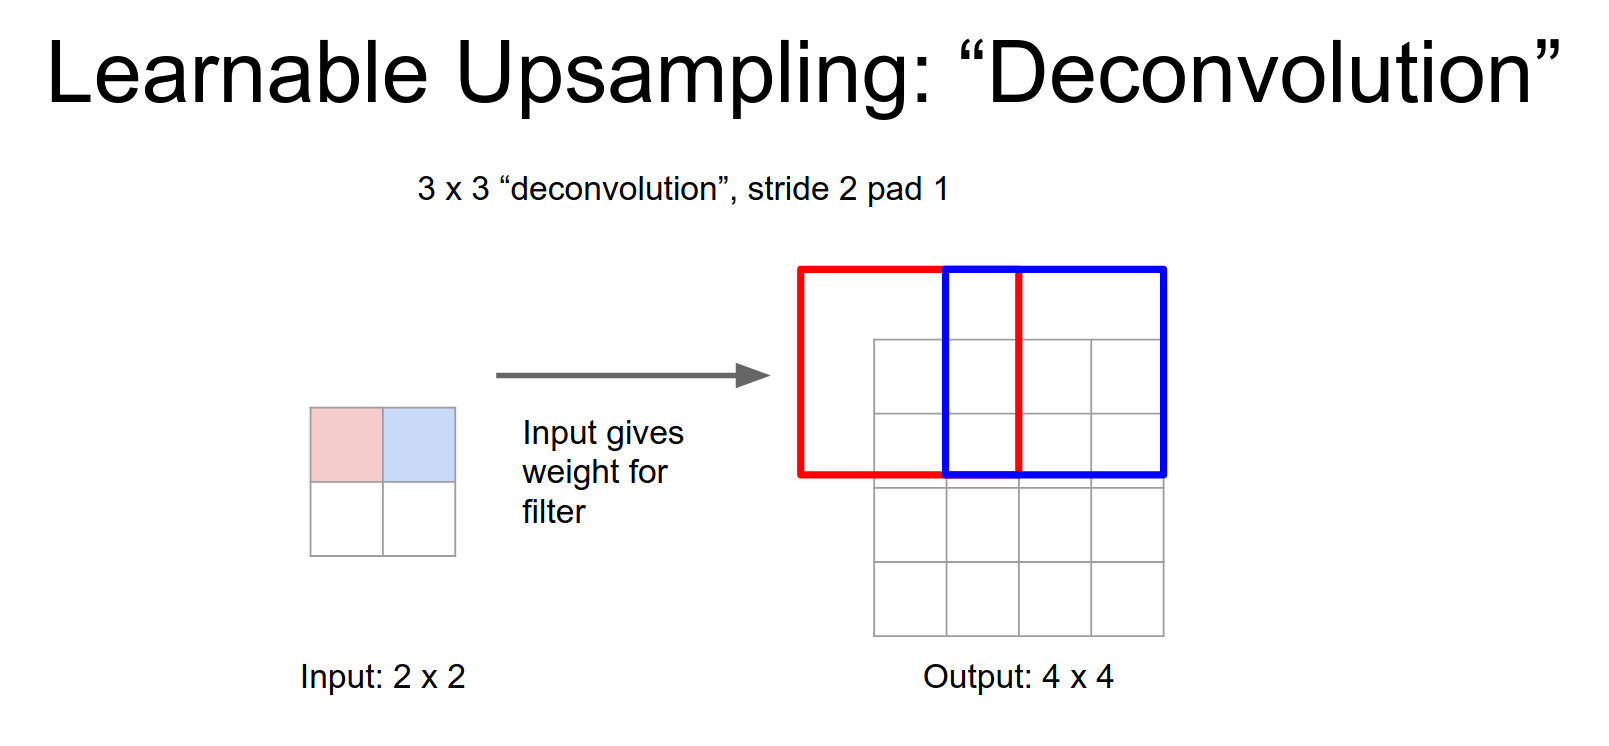 Learnable Upsampling: “Deconvolution”
3 x 3 “deconvolution”, stride 2 pad 1
Input gives
weight for
filter
Input: 2 x 2
Output: 4 x 4